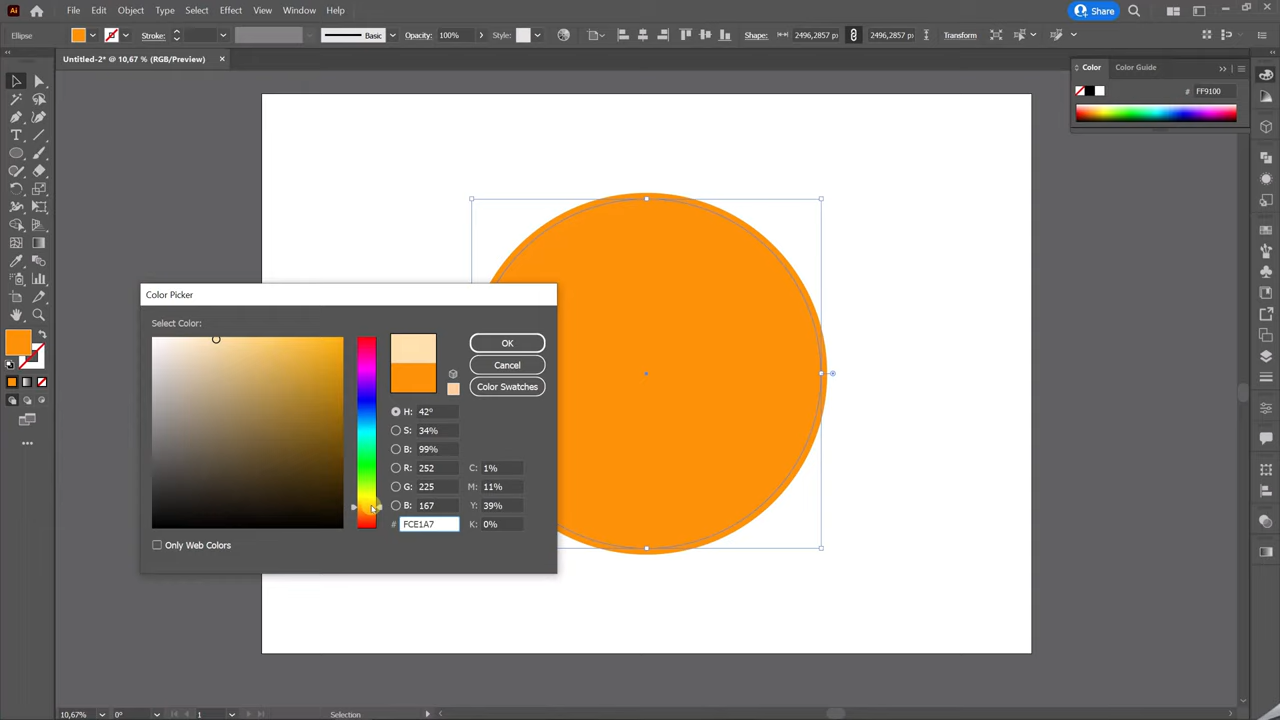 Ai File Edit Object Type Select Effect View Window Help Share
Ellipse Stroke: Basic Opacity: 100% Style: Shape: 2496,2857 p 2496,2857 p Transform
Untitled-2* @ 10,67 % (RGB/Preview) ×
Color Color Guide
# FF9100
Color Picker
Select Color:
OK
Cancel
Color Swatches
H: 42°
S: 34%
B: 99%
R: 252 C: 1%
G: 225 M: 11%
B: 167 Y: 39%
# FCE1A7 K: 0%
Only Web Colors
10,67% 0° 1 Selection